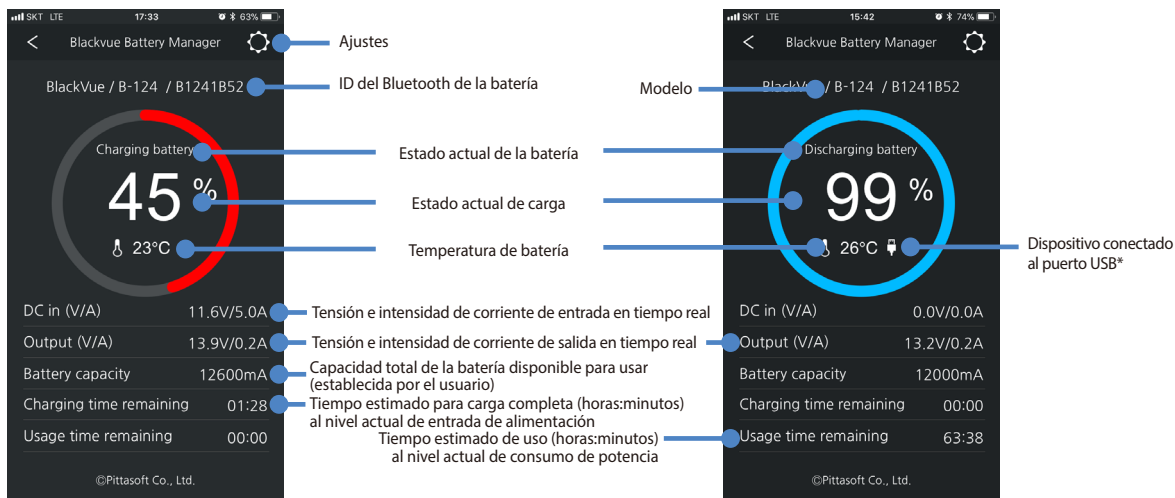 SKT LTE 17:33 63%
Blackvue Battery Manager
BlackVue / B-124 / B1241B52
Charging battery
45 %
23°C
DC in (V/A) 11.6V/5.0A
Output (V/A) 13.9V/0.2A
Battery capacity 12600mA
Charging time remaining 01:28
Usage time remaining 00:00
©Pittasoft Co., Ltd.
Ajustes
ID del Bluetooth de la batería
Modelo
Estado actual de la batería
Estado actual de carga
Temperatura de batería
Tensión e intensidad de corriente de entrada en tiempo real
Tensión e intensidad de corriente de salida en tiempo real
Capacidad total de la batería disponible para usar
(establecida por el usuario)
Tiempo estimado para carga completa (horas:minutos)
al nivel actual de entrada de alimentación
Tiempo estimado de uso (horas:minutos)
al nivel actual de consumo de potencia
SKT LTE 15:42 74%
Blackvue Battery Manager
BlackVue / B-124 / B1241B52
Discharging battery
99 %
26°C
DC in (V/A) 0.0V/0.0A
Output (V/A) 13.2V/0.2A
Battery capacity 12000mA
Charging time remaining 00:00
Usage time remaining 63:38
©Pittasoft Co., Ltd.
Dispositivo conectado
al puerto USB*